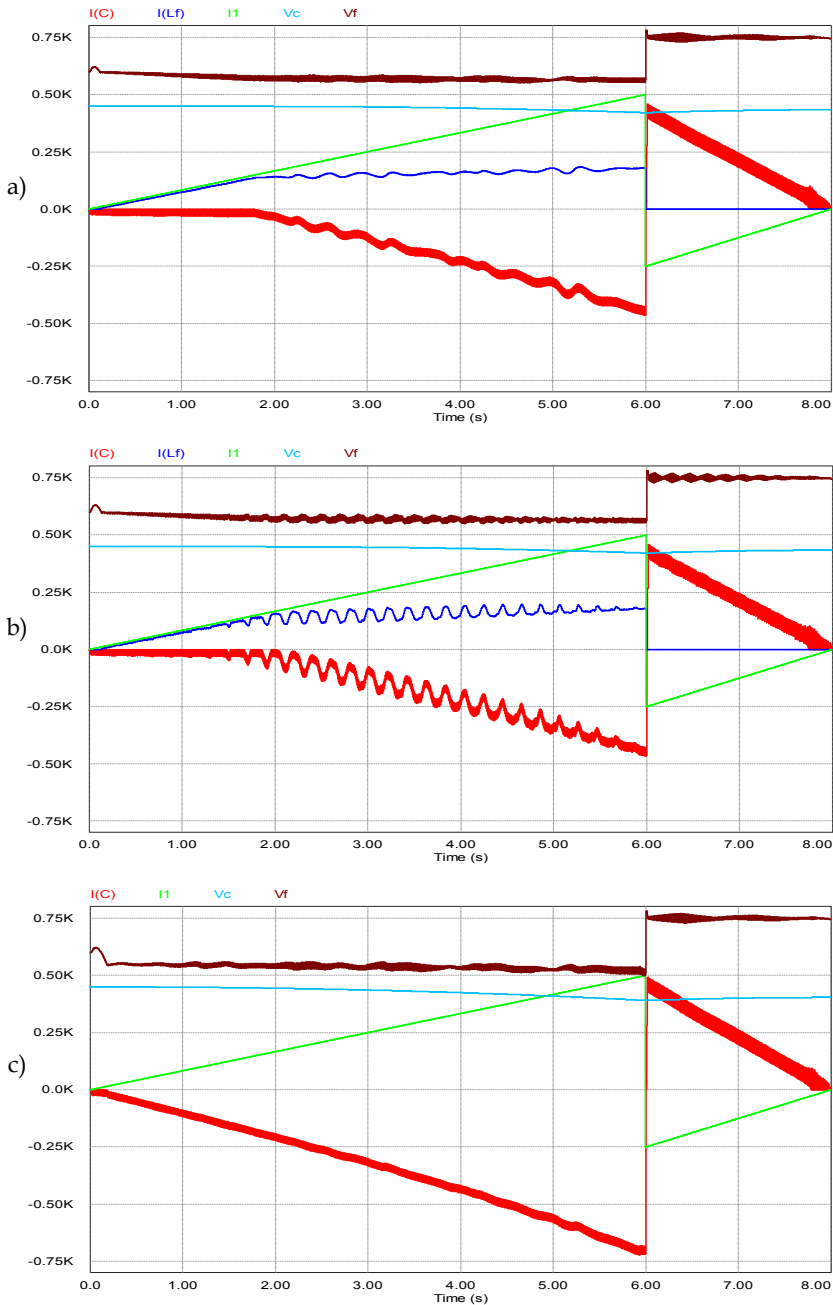 I(C) I(Lf) I1 Vc Vf
0.75K
0.50K
0.25K
a)
0.0K
-0.25K
-0.50K
-0.75K
0.0 1.00 2.00 3.00 4.00 5.00 6.00 7.00 8.00
Time (s)
I(C) I(Lf) I1 Vc Vf
0.75K
0.50K
0.25K
b)
0.0K
-0.25K
-0.50K
-0.75K
0.0 1.00 2.00 3.00 4.00 5.00 6.00 7.00 8.00
Time (s)
I(C) I1 Vc Vf
0.75K
0.50K
0.25K
c)
0.0K
-0.25K
-0.50K
-0.75K
0.0 1.00 2.00 3.00 4.00 5.00 6.00 7.00 8.00
Time (s)